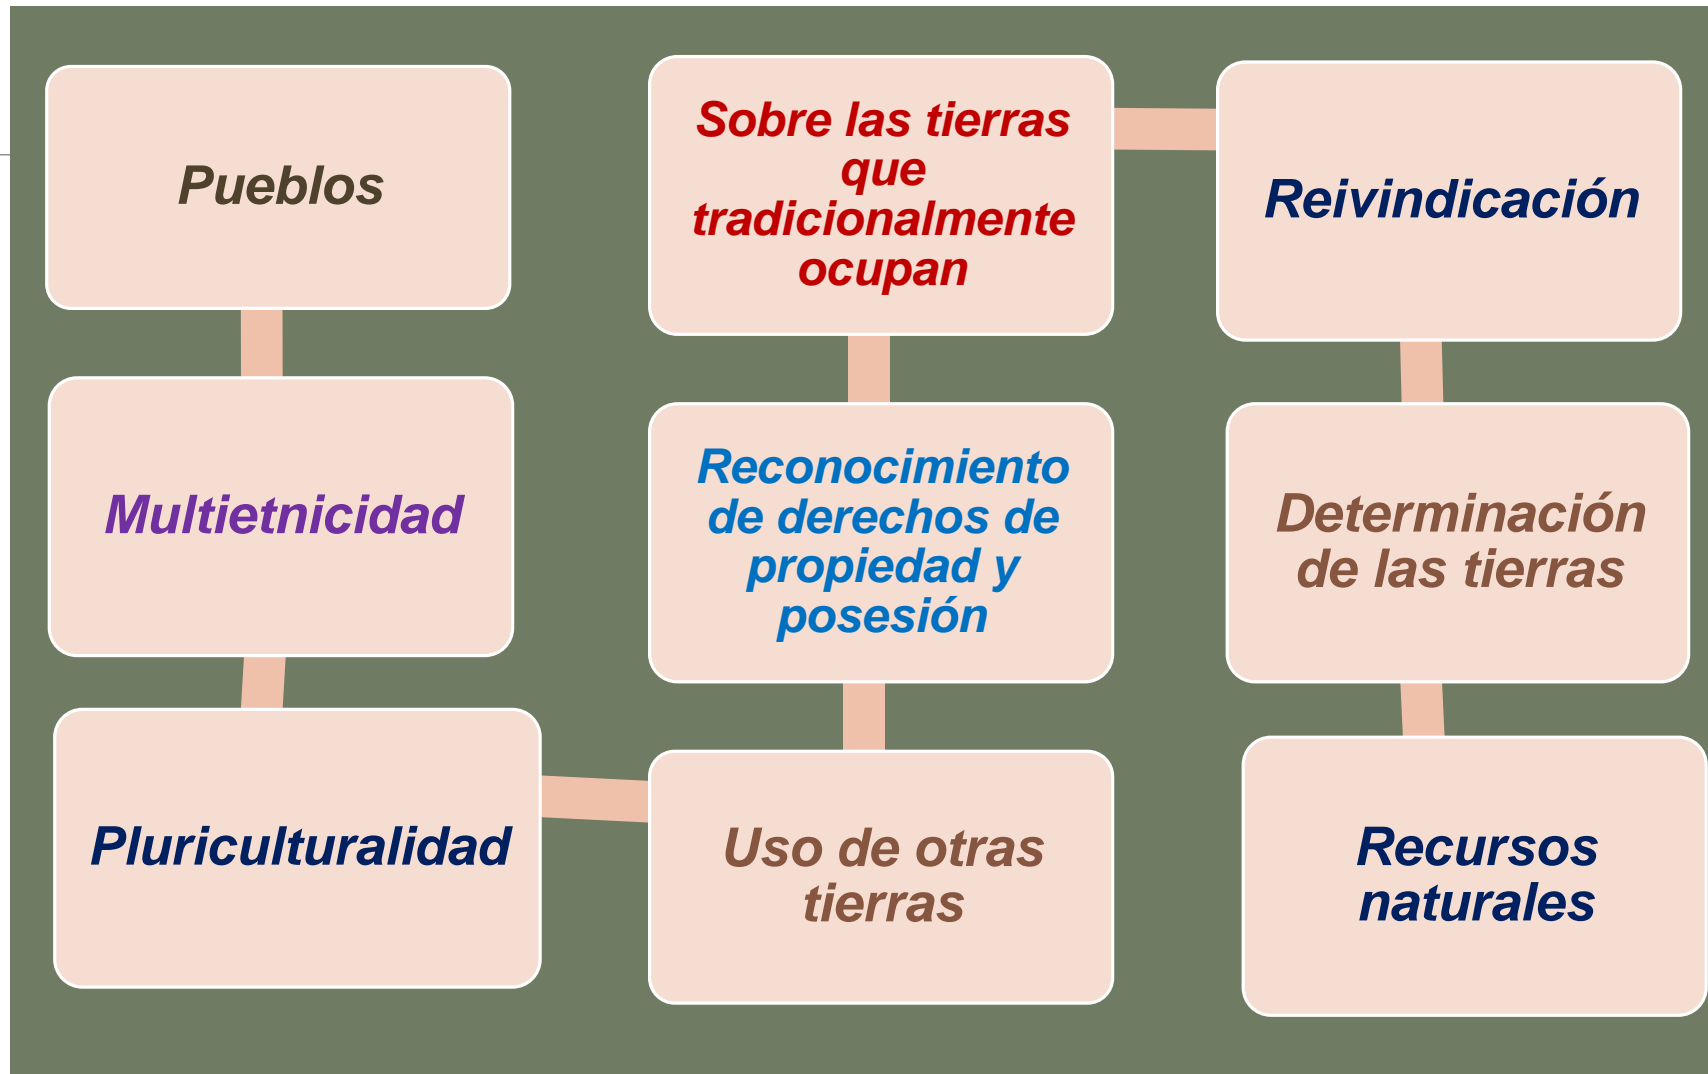 Pueblos
Multietnicidad
Pluriculturalidad
Uso de otras
tierras
Reconocimiento
de derechos de
propiedad y
posesión
Sobre las tierras
que
tradicionalmente
ocupan
Reivindicación
Determinación
de las tierras
Recursos
naturales